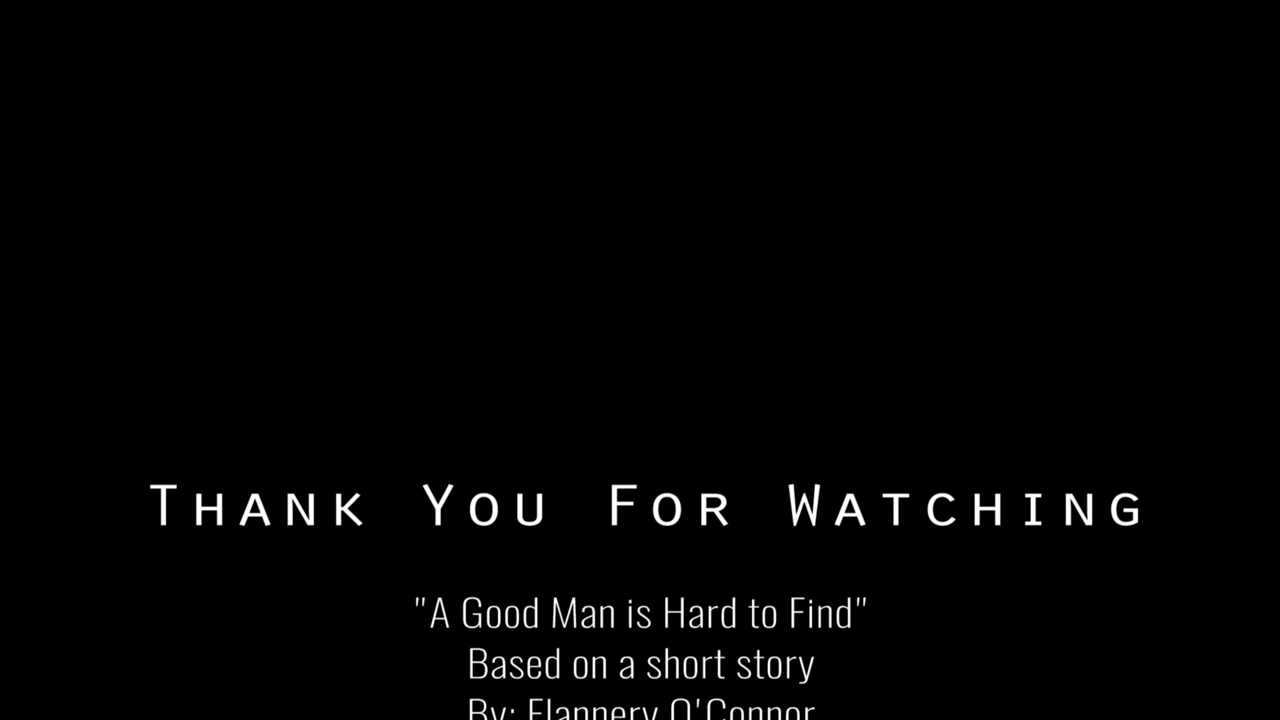 Thank You For Watching
"A Good Man is Hard to Find"
Based on a short story
By: Flannery O'Connor